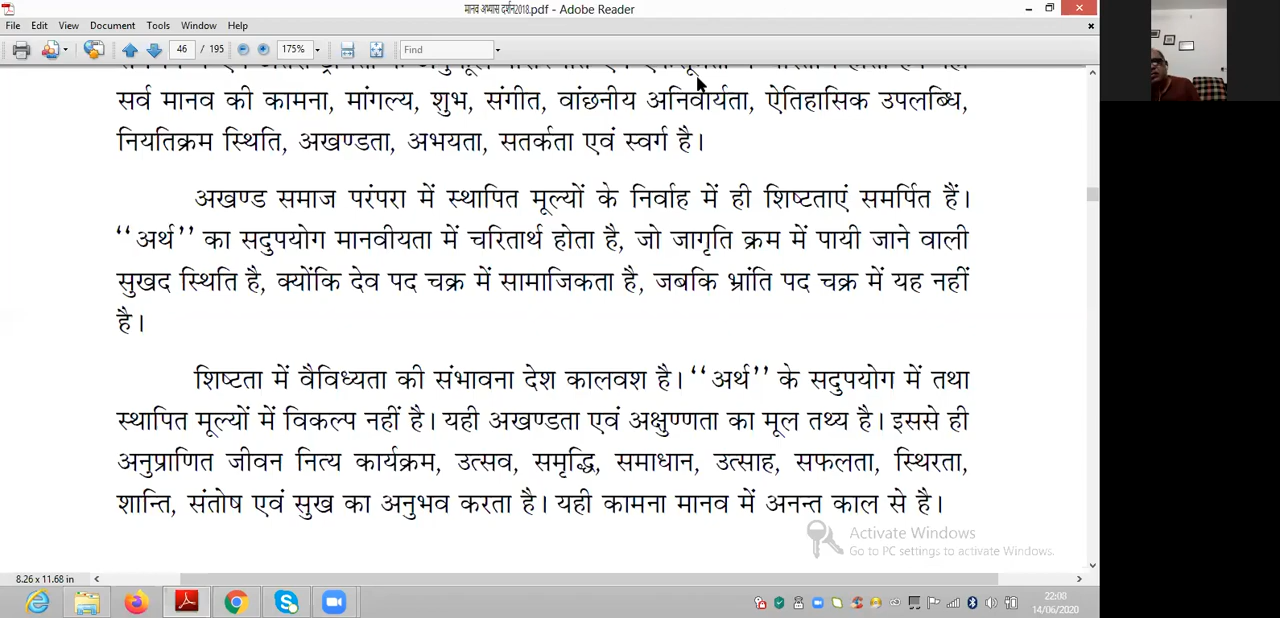 मानव अभ्यास दर्शन2018.pdf - Adobe Reader
File Edit View Document Tools Window Help
46 / 195 175% Find
सर्व मानव की कामना, मांगल्य, शुभ, संगीत, वांछनीय अनिवार्यता, ऐतिहासिक उपलब्धि,
नियतिक्रम स्थिति, अखण्डता, अभयता, सतर्कता एवं स्वर्ग है।
अखण्ड समाज परंपरा में स्थापित मूल्यों के निर्वाह में ही शिष्टताएं समर्पित हैं।
‘‘अर्थ’’ का सदुपयोग मानवीयता में चरितार्थ होता है, जो जागृति क्रम में पायी जाने वाली
सुखद स्थिति है, क्योंकि देव पद चक्र में सामाजिकता है, जबकि भ्रांति पद चक्र में यह नहीं
है।
शिष्टता में वैविध्यता की संभावना देश कालवश है। ‘‘अर्थ’’ के सदुपयोग में तथा
स्थापित मूल्यों में विकल्प नहीं है। यही अखण्डता एवं अक्षुण्णता का मूल तथ्य है। इससे ही
अनुप्राणित जीवन नित्य कार्यक्रम, उत्सव, समृद्धि, समाधान, उत्साह, सफलता, स्थिरता,
शान्ति, संतोष एवं सुख का अनुभव करता है। यही कामना मानव में अनन्त काल से है।
Activate Windows
Go to PC settings to activate Windows.
8.26 x 11.68 in
22:08
14/06/2020